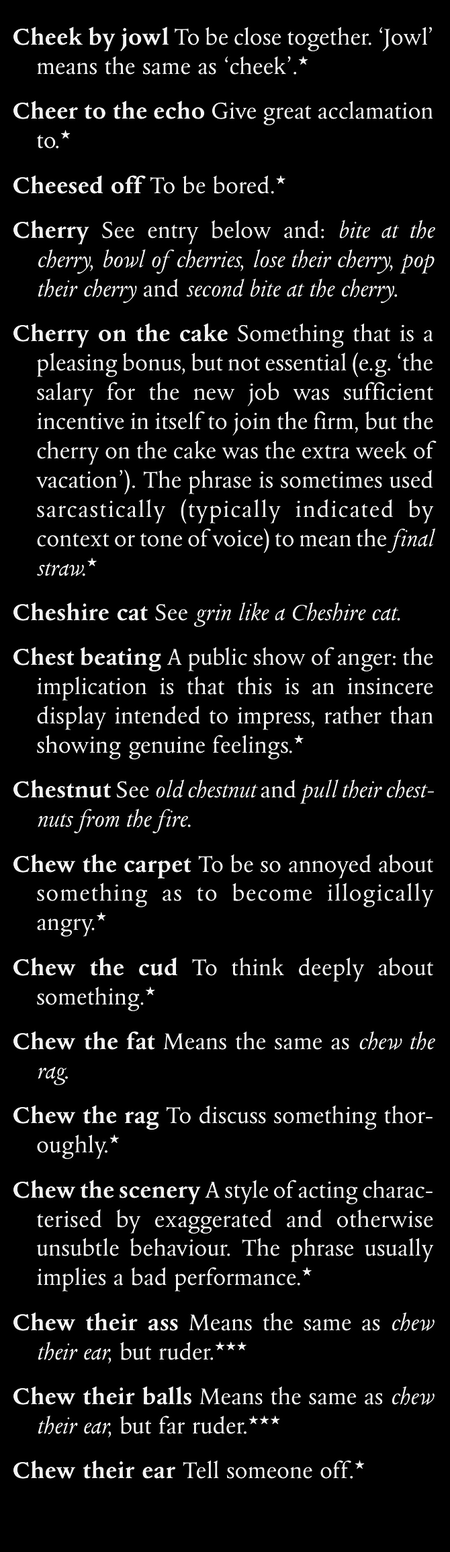 Cheek by jowl To be close together. ‘Jowl’
means the same as ‘cheek’.★
Cheer to the echo Give great acclamation
to.★
Cheesed off To be bored.★
Cherry See entry below and: bite at the
cherry, bowl of cherries, lose their cherry, pop
their cherry and second bite at the cherry.
Cherry on the cake Something that is a
pleasing bonus, but not essential (e.g. ‘the
salary for the new job was sufficient
incentive in itself to join the firm, but the
cherry on the cake was the extra week of
vacation’). The phrase is sometimes used
sarcastically (typically indicated by
context or tone of voice) to mean the final
straw.★
Cheshire cat See grin like a Cheshire cat.
Chest beating A public show of anger: the
implication is that this is an insincere
display intended to impress, rather than
showing genuine feelings.★
Chestnut See old chestnut and pull their chest-
nuts from the fire.
Chew the carpet To be so annoyed about
something as to become illogically
angry.★
Chew the cud To think deeply about
something.★
Chew the fat Means the same as chew the
rag.
Chew the rag To discuss something thor-
oughly.★
Chew the scenery A style of acting charac-
terised by exaggerated and otherwise
unsubtle behaviour. The phrase usually
implies a bad performance.★
Chew their ass Means the same as chew
their ear, but ruder.★★★
Chew their balls Means the same as chew
their ear, but far ruder.★★★
Chew their ear Tell someone off.★